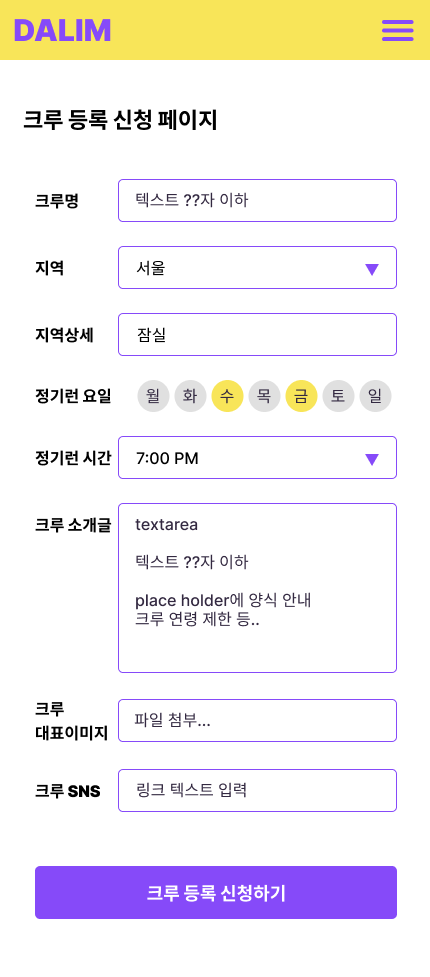 DALIM
크루 등록 신청 페이지
크루명
텍스트 ??자 이하
지역
서울
지역상세
잠실
정기런 요일
월 화 수 목 금 토 일
정기런 시간
7:00 PM
크루 소개글
textarea
텍스트 ??자 이하
place holder에 양식 안내
크루 연령 제한 등..
크루
대표이미지
파일 첨부...
크루 SNS
링크 텍스트 입력
크루 등록 신청하기